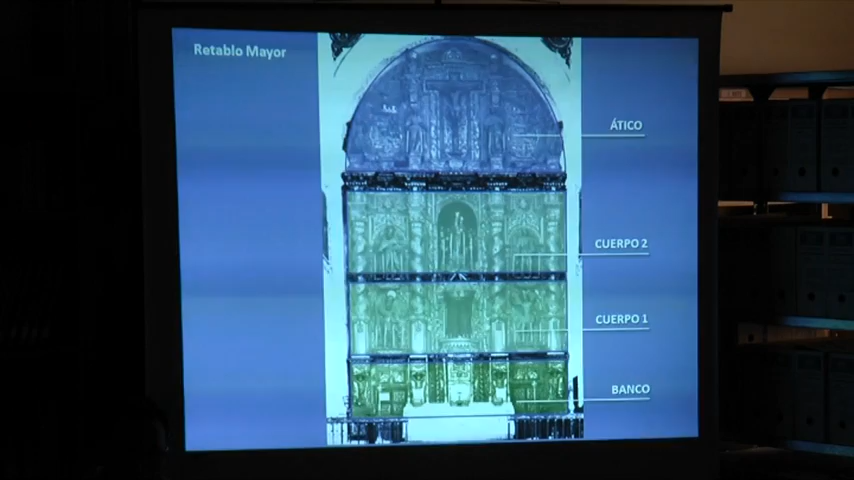 Retablo Mayor
ÁTICO
CUERPO 2
CUERPO 1
BANCO